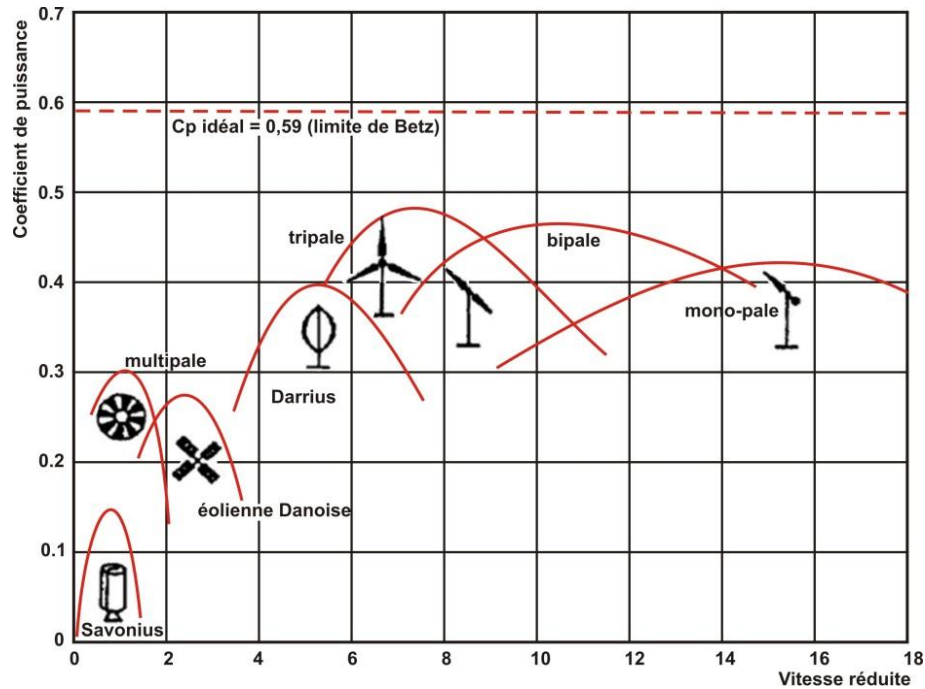 Coefficient de puissance
0.7
0.6
0.5
0.4
0.3
0.2
0.1
0
Cp idéal = 0,59 (limite de Betz)
tripale
bipale
mono-pale
multipale
Darrius
éolienne Danoise
Savonius
0 2 4 6 8 10 12 14 16 18
Vitesse réduite